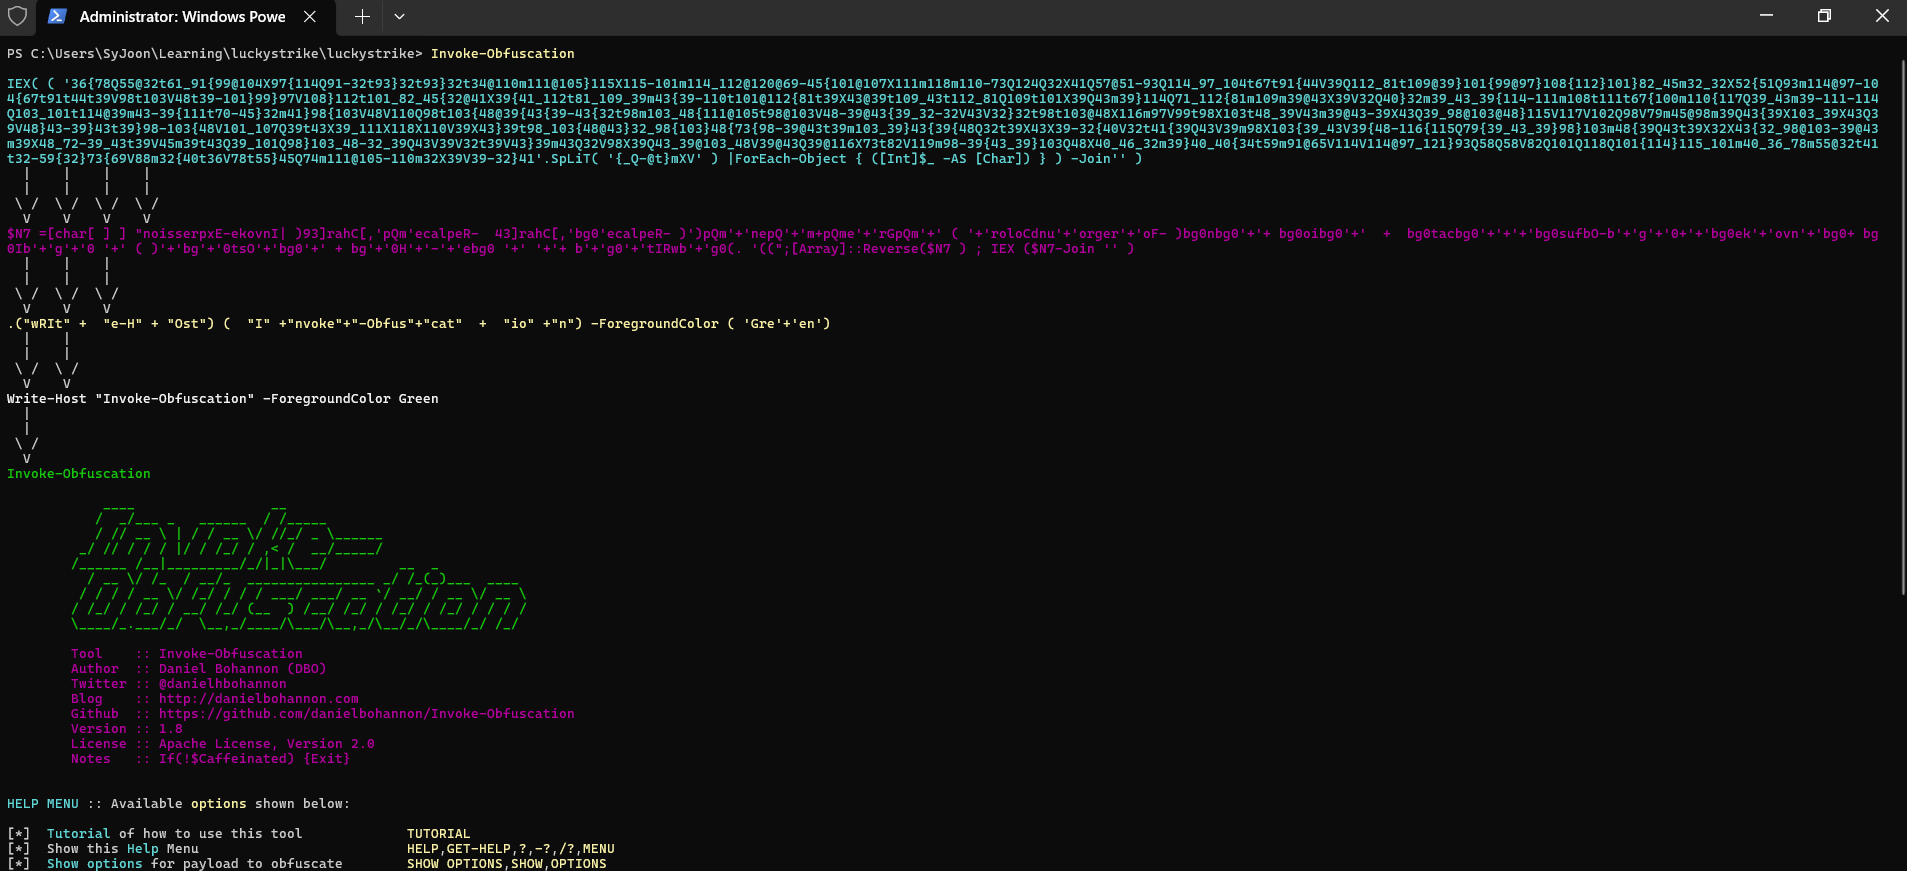 Administrator: Windows Powe
PS C:\Users\SyJoon\Learning\luckystrike\luckystrike> Invoke-Obfuscation
IEX( ( '36{78Q55@32t61_91{99@104X97{114Q91-32t93}32t93}32t34@110m111@105}115X115-101m114_112@120@69-45{101@107X111m118m110-73Q124Q32X41Q57@51-93Q114_97_104t67t91{44V39Q112_81t109@39}101{99@97}108{112}101}82_45m32_32X52{51Q93m114@97-10
4{67t91t44t39V98t103V48t39-101}99}97V108}112t101_82_45{32@41X39{41_112t81_109_39m43{39-110t101@112{81t39X43@39t109_43t112_81Q109t101X39Q43m39}114Q71_112{81m109m39@43X39V32Q40}32m39_43_39{114-111m108t111t67{100m110{117Q39_43m39-111-114
Q103_101t114@39m43-39{111t70-45}32m41}98{103V48V110Q98t103{48@39{43{39-43{32t98m103_48{111@105t98@103V48-39@43{39_32-32V43V32}32t98t103@48X116m97V99t98X103t48_39V43m39@43-39X43Q39_98@103@48}115V117V102Q98V79m45@98m39Q43{39X103_39X43Q3
9V48}43-39}43t39}98-103{48V101_107Q39t43X39_111X118X110V39X43}39t98_103{48@43}32_98{103}48{73{98-39@43t39m103_39}43{39{48Q32t39X43X39-32{40V32t41{39Q43V39m98X103{39_43V39{48-116{115Q79{39_43_39}98}103m48{39Q43t39X32X43{32_98@103-39@43
m39X48_72-39_43t39V45m39t43Q39_101Q98}103_48-32_39Q43V39V32t39V43}39m43Q32V98X39Q43_39@103_48V39@43Q39@116X73t82V119m98-39{43_39}103Q48X40_46_32m39}40_40{34t59m91@65V114V114@97_121}93Q58Q58V82Q101Q118Q101{114}115_101m40_36_78m55@32t41
t32-59{32}73{69V88m32{40t36V78t55}45Q74m111@105-110m32X39V39-32}41'.SpLiT( '{_Q-@t}mXV' ) |ForEach-Object { ([Int]$_ -AS [Char]) } ) -Join'' )
$N7 =[char[ ] ] "noisserpxE-ekovnI| )93]rahC[,'pQm'ecalpeR-  43]rahC[,'bg0'ecalpeR- )')pQm'+'nepQ'+'m+pQme'+'rGpQm'+' ( '+'roloCdnu'+'orger'+'oF- )bg0nbg0'+'+ bg0oibg0'+'  +  bg0tacbg0'+'+'+'bg0sufbO-b'+'g'+'0+'+'bg0ek'+'ovn'+'bg0+ bg
0Ib'+'g'+'0 '+' ( )'+'bg'+'0tsO'+'bg0'+' + bg'+'0H'+'-'+'ebg0 '+' '+'+ b'+'g0'+'tIRwb'+'g0(. '((";[Array]::Reverse($N7 ) ; IEX ($N7-Join '' )
.("wRIt" +  "e-H" + "Ost") (  "I" +"nvoke"+"-Obfus"+"cat"  +  "io" +"n") -ForegroundColor ( 'Gre'+'en')
Write-Host "Invoke-Obfuscation" -ForegroundColor Green
Invoke-Obfuscation
Invoke-
Obfuscation
Tool    :: Invoke-Obfuscation
Author  :: Daniel Bohannon (DBO)
Twitter :: @danielhbohannon
Blog    :: http://danielbohannon.com
Github  :: https://github.com/danielbohannon/Invoke-Obfuscation
Version :: 1.8
License :: Apache License, Version 2.0
Notes   :: If(!$Caffeinated) {Exit}
HELP MENU :: Available options shown below:
[*]  Tutorial of how to use this tool             TUTORIAL
[*]  Show this Help Menu                          HELP,GET-HELP,?,-?,/?,MENU
[*]  Show options for payload to obfuscate        SHOW OPTIONS,SHOW,OPTIONS